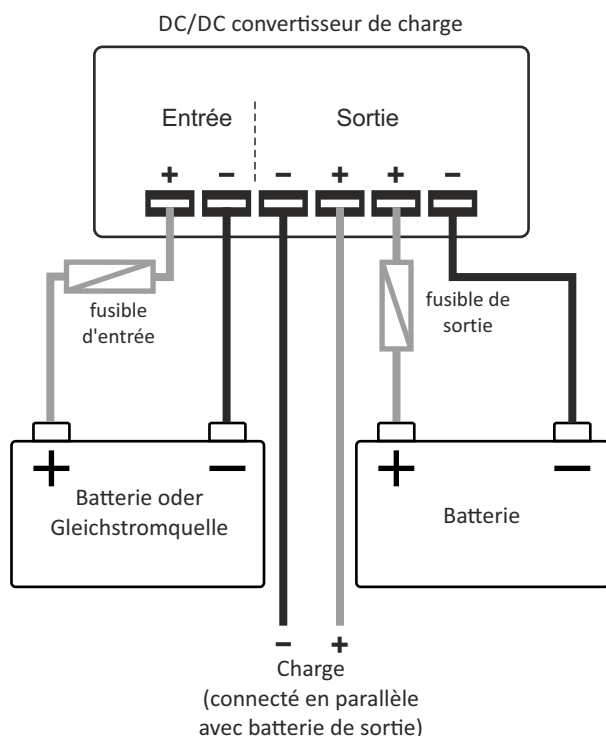 DC/DC convertisseur de charge
Entrée Sortie
+ – – + + –
fusible
d'entrée
fusible de
sortie
+ – + –
Batterie oder
Gleichstromquelle
Batterie
– +
Charge
(connecté en parallèle
avec batterie de sortie)